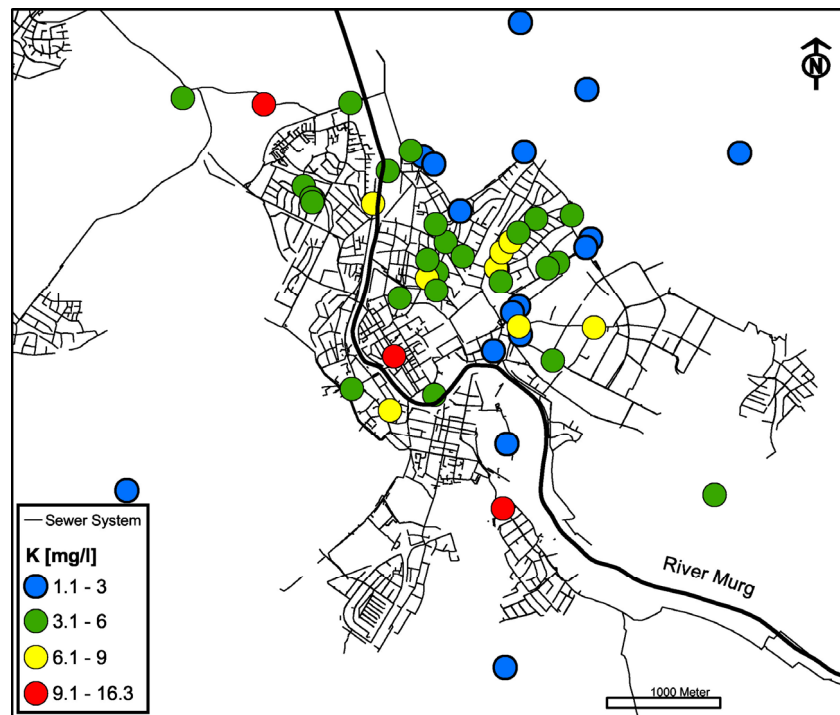 N
Sewer System
K [mg/l]
1.1 - 3
3.1 - 6
6.1 - 9
9.1 - 16.3
River Murg
1000 Meter